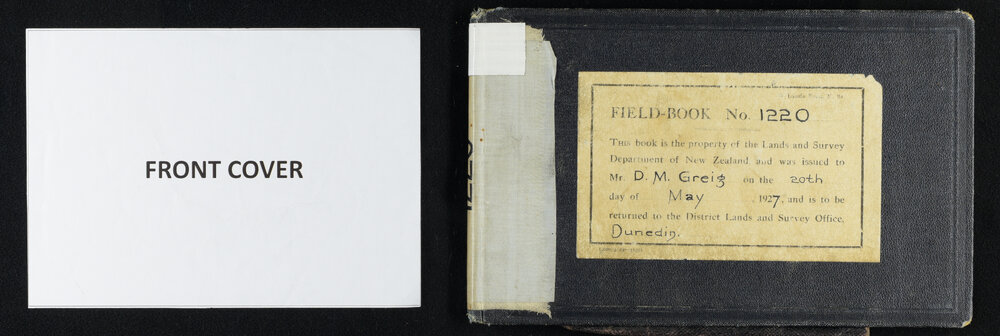 FRONT COVER
FIELD-BOOK No. 1220
THIS book is the property of the Lands and Survey
Department of New Zealand and was issued to
Mr. D. M. Greig on the 20th
day of May 1927, and is to be
returned to the District Lands and Survey Office,
Dunedin.